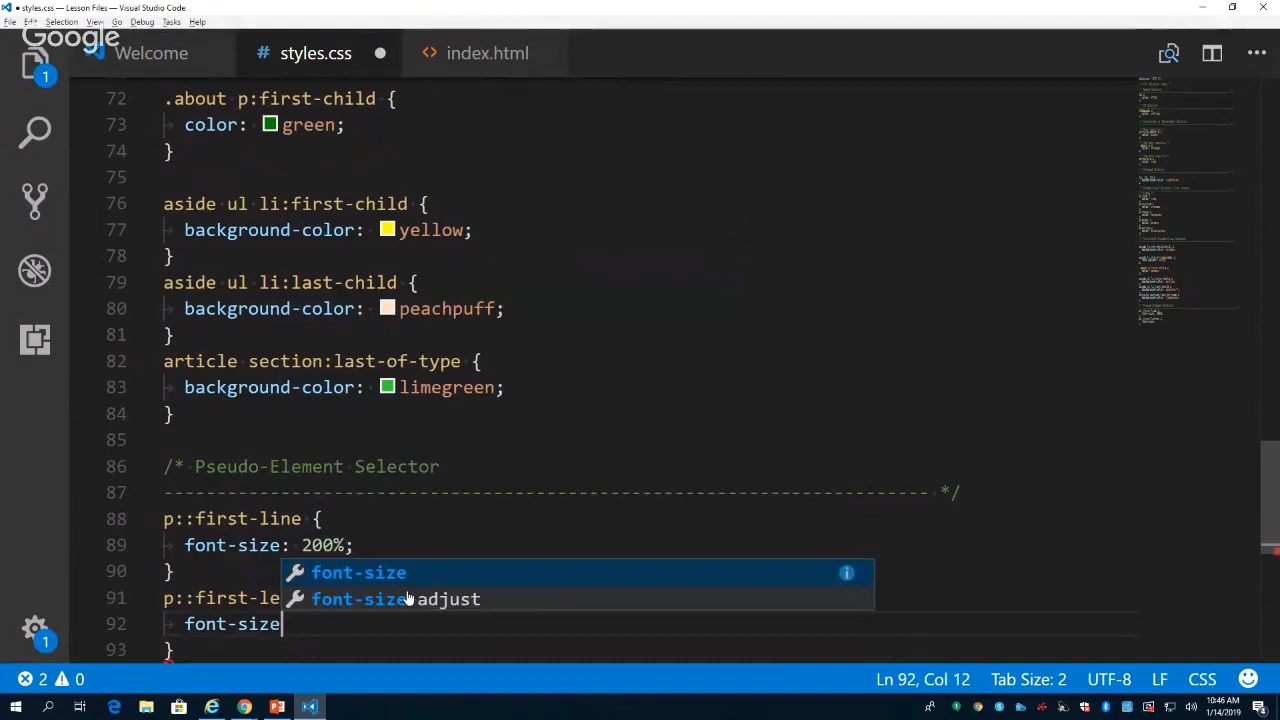 styles.css - Lesson Files - Visual Studio Code
File Edit Selection View Go Debug Tasks Help
Google
Welcome # styles.css <> index.html
1
72 .about p:first-child {
73 color: green;
74 }
75
76 aside ul li:first-child {
77 background-color: yellow;
78 }
79 aside ul li:last-child {
80 background-color: peachpuff;
81 }
82 article section:last-of-type {
83 background-color: limegreen;
84 }
85
86 /* Pseudo-Element Selector
87 ---------------------------------------------------------------------- */
88 p::first-line {
89 font-size: 200%;
90 }
font-size
91 p::first-le
font-size-adjust
92 font-size
93 }
1
2 0 Ln 92, Col 12 Tab Size: 2 UTF-8 LF CSS
10:46 AM
1/14/2019
4